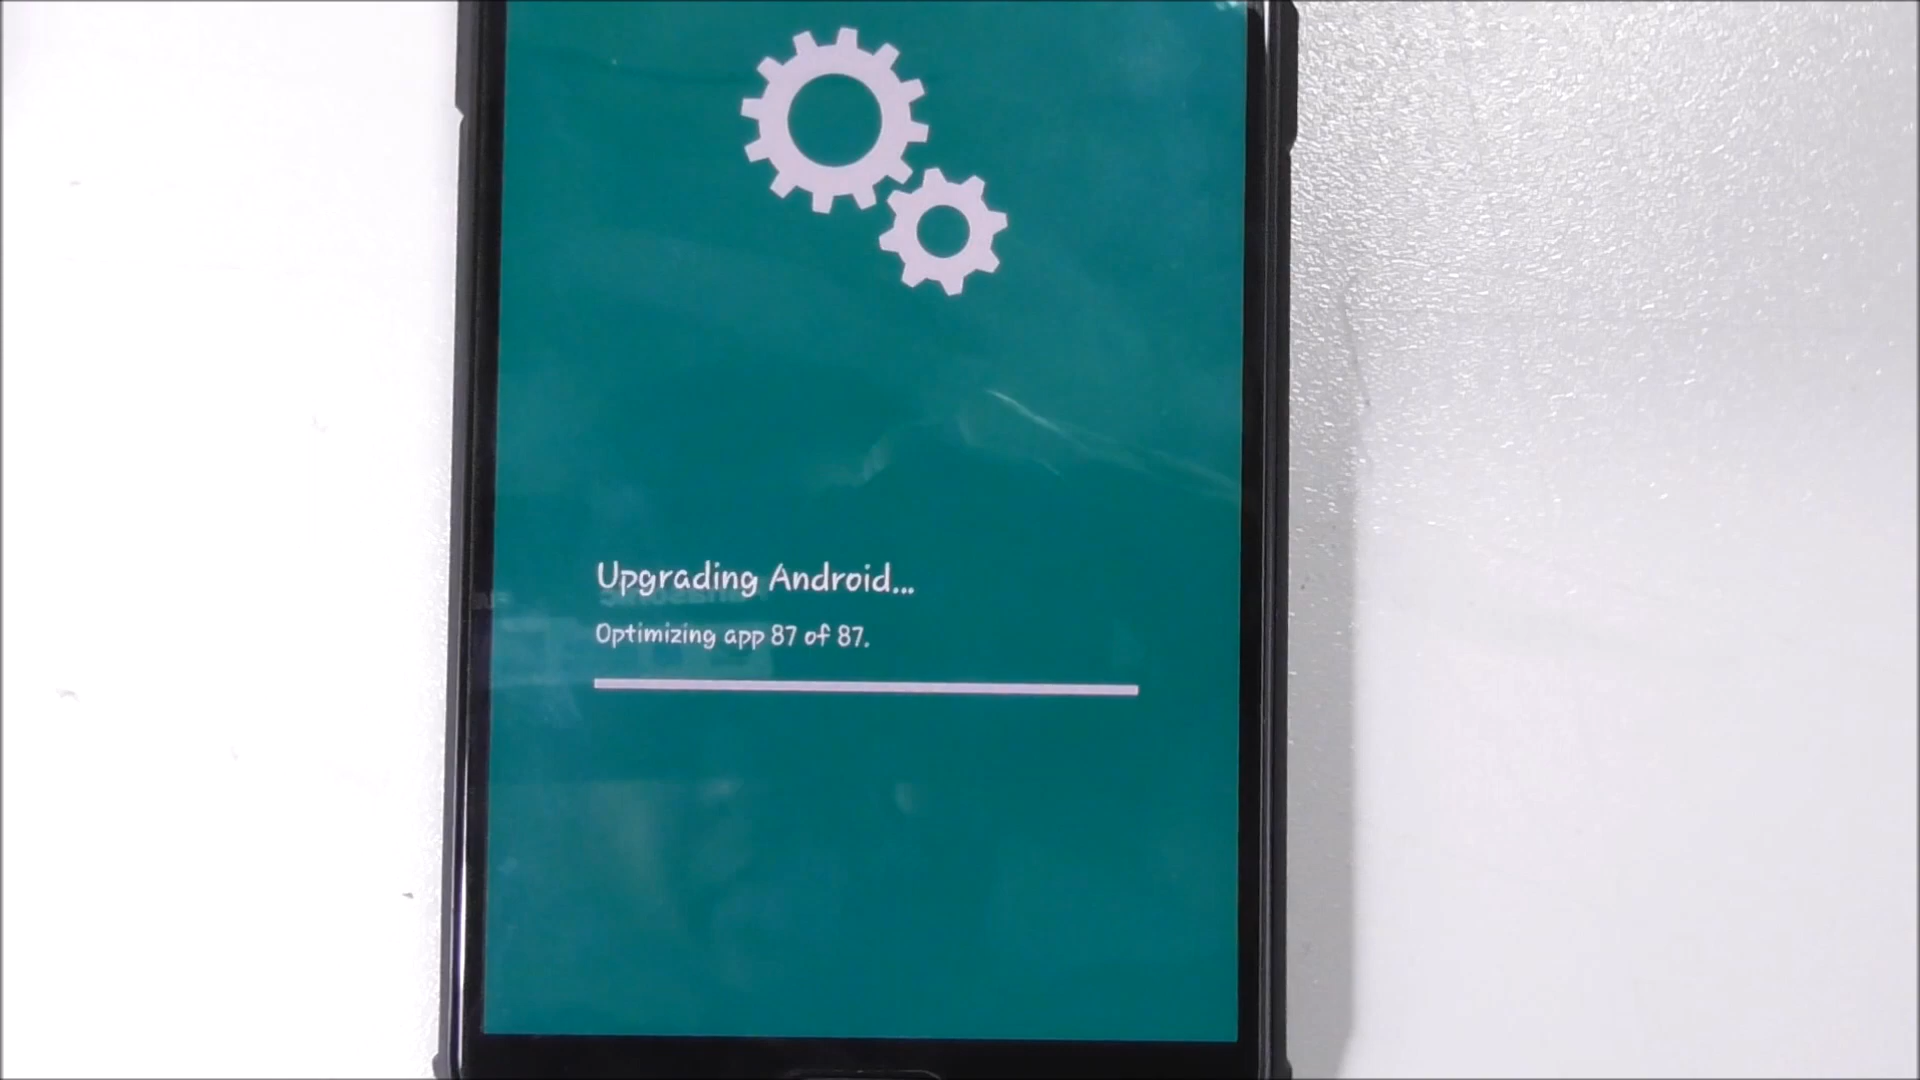 Upgrading Android...
Optimizing app 87 of 87.